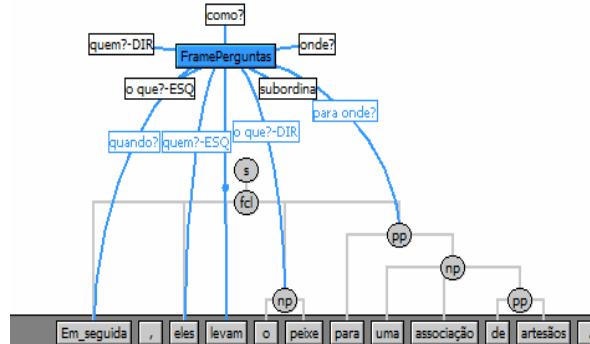 como?
quem?-DIR
onde?
FramePerguntas
o que?-ESQ
subordina
para onde?
quando?
quem?-ESQ
o que?-DIR
s
fcl
pp
np
np
pp
Em_seguida , eles levam o peixe para uma associação de artesãos .